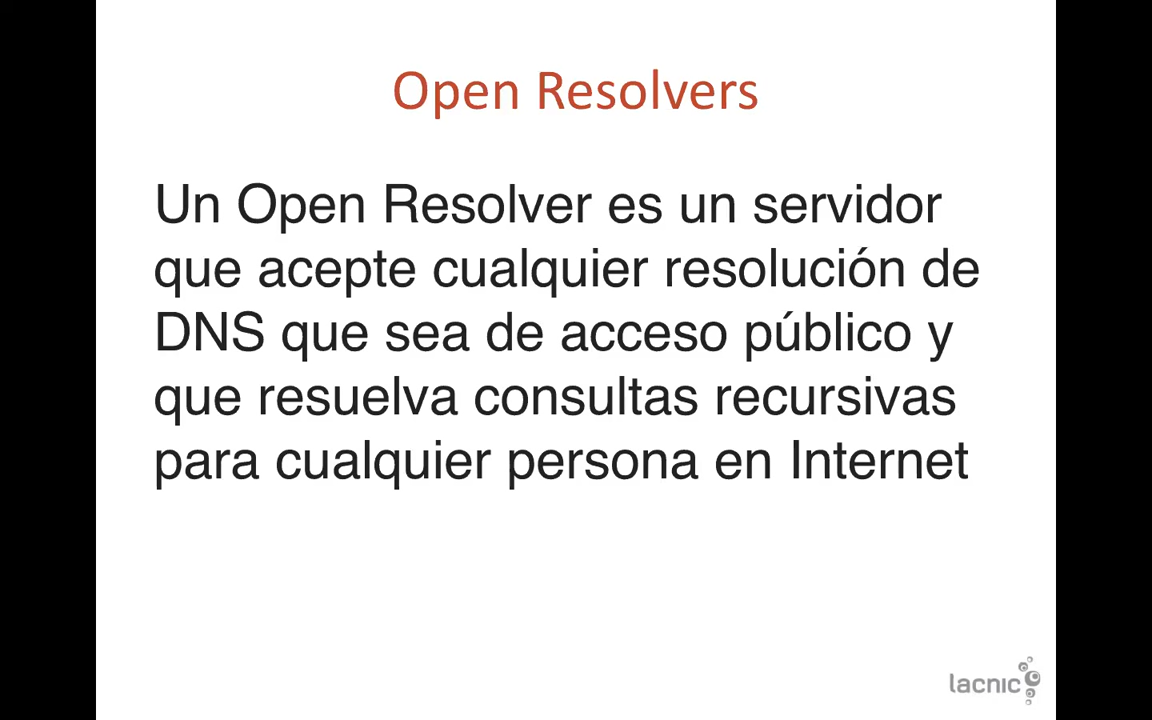 Open Resolvers
Un Open Resolver es un servidor
que acepte cualquier resolución de
DNS que sea de acceso público y
que resuelva consultas recursivas
para cualquier persona en Internet
lacnic